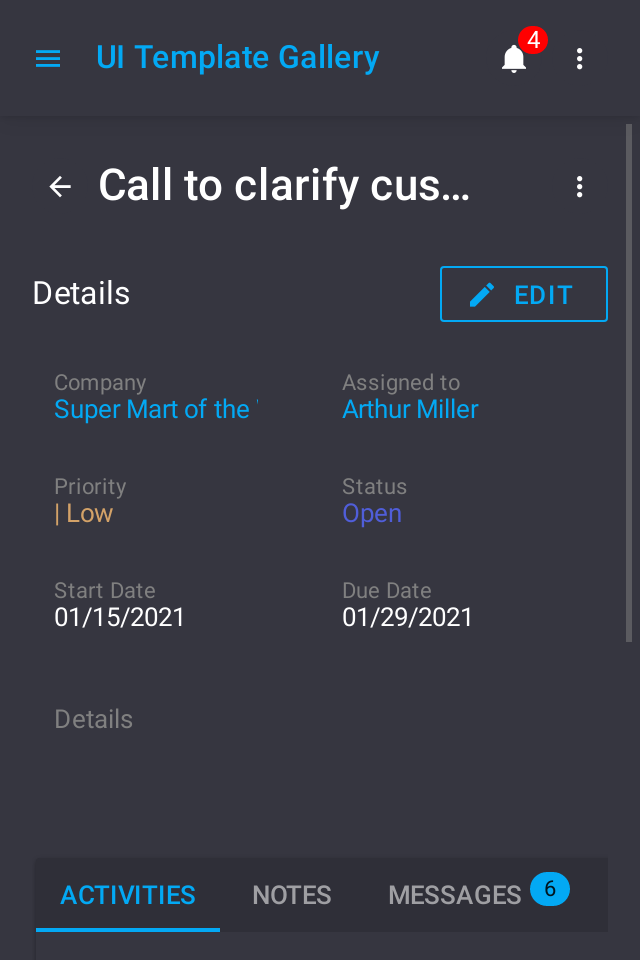 UI Template Gallery
4
Call to clarify cus...
Details
EDIT
Company
Assigned to
Super Mart of the
Arthur Miller
Priority
Status
| Low
Open
Start Date
Due Date
01/15/2021
01/29/2021
Details
ACTIVITIES NOTES MESSAGES 6